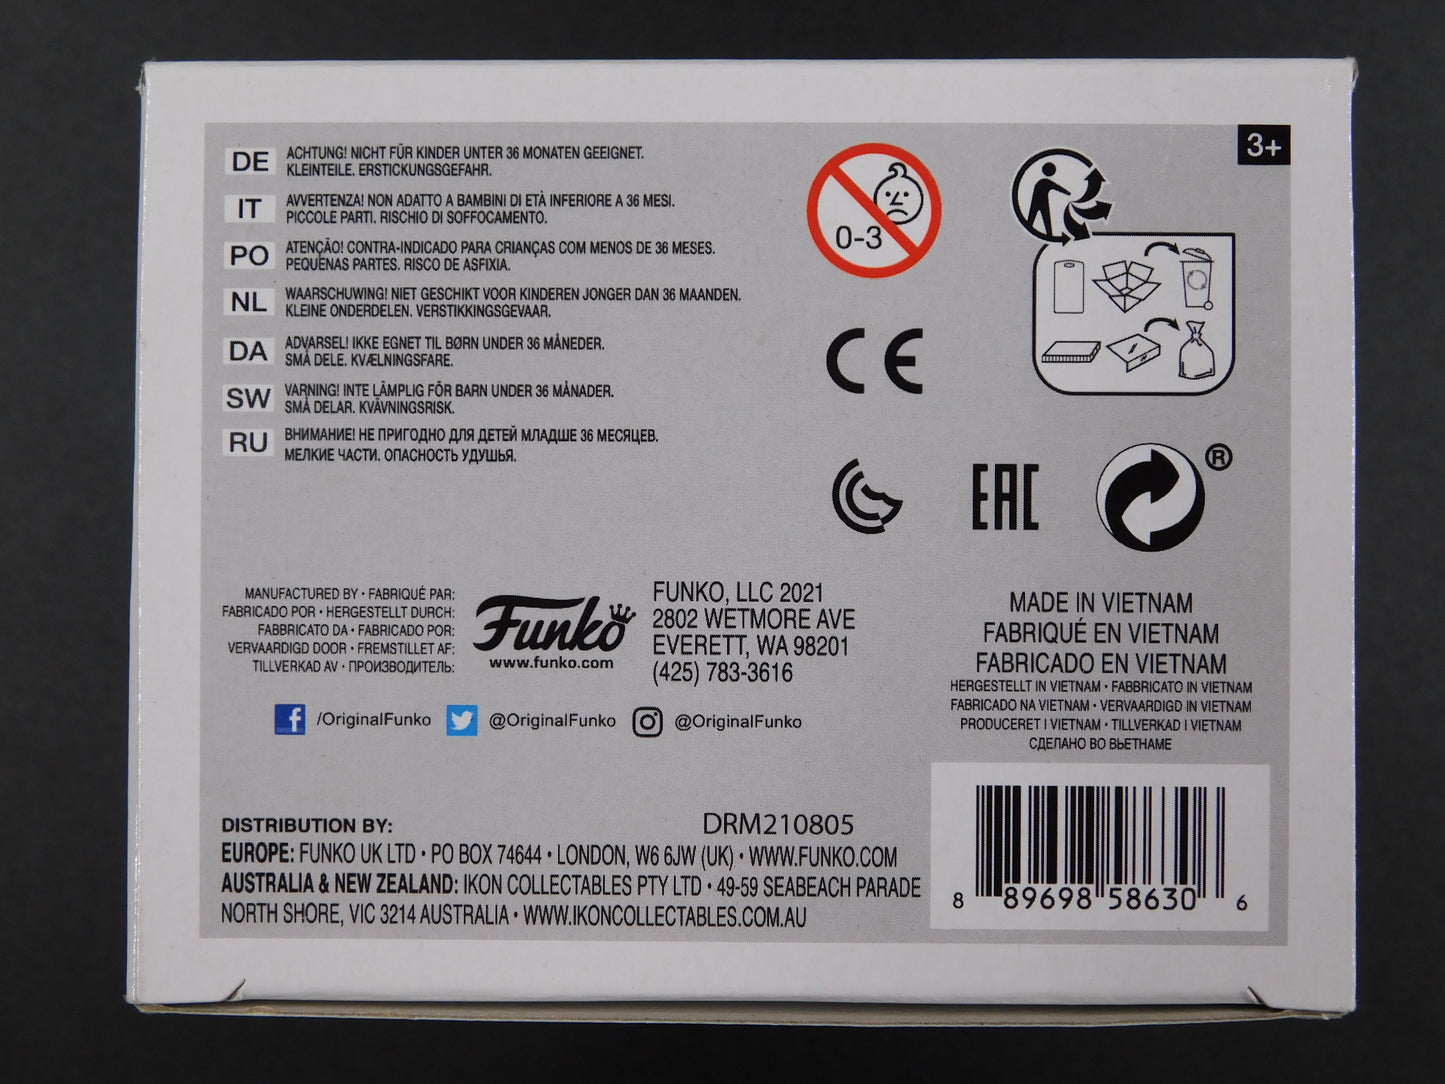 DE
ACHTUNG! NICHT FÜR KINDER UNTER 36 MONATEN GEEIGNET.
KLEINTEILE. ERSTICKUNGSGEFAHR.
IT
AVVERTENZA! NON ADATTO A BAMBINI DI ETÀ INFERIORE A 36 MESI.
PICCOLE PARTI. RISCHIO DI SOFFOCAMENTO.
PO
ATENÇÃO! CONTRA-INDICADO PARA CRIANÇAS COM MENOS DE 36 MESES.
PEQUENAS PARTES. RISCO DE ASFIXIA.
NL
WAARSCHUWING! NIET GESCHIKT VOOR KINDEREN JONGER DAN 36 MAANDEN.
KLEINE ONDERDELEN. VERSTIKKINGSGEVAAR.
DA
ADVARSEL! IKKE EGNET TIL BØRN UNDER 36 MÅNEDER.
SMÅ DELE. KVÆLNINGSFARE.
SW
VARNING! INTE LÄMPLIG FÖR BARN UNDER 36 MÅNADER.
SMÅ DELAR. KVÄVNINGSRISK.
RU
ВНИМАНИЕ! НЕ ПРИГОДНО ДЛЯ ДЕТЕЙ МЛАДШЕ 36 МЕСЯЦЕВ.
МЕЛКИЕ ЧАСТИ. ОПАСНОСТЬ УДУШЬЯ.
0-3
3+
CE
EAC
®
MANUFACTURED BY • FABRIQUÉ PAR:
FABRICADO POR • HERGESTELLT DURCH:
FABBRICATO DA • FABRICADO POR:
VERVAARDIGD DOOR • FREMSTILLET AF:
TILLVERKAD AV • ПРОИЗВОДИТЕЛЬ:
Funko
www.funko.com
FUNKO, LLC 2021
2802 WETMORE AVE
EVERETT, WA 98201
(425) 783-3616
/OriginalFunko @OriginalFunko @OriginalFunko
MADE IN VIETNAM
FABRIQUÉ EN VIETNAM
FABRICADO EN VIETNAM
HERGESTELLT IN VIETNAM • FABBRICATO IN VIETNAM
FABRICADO NA VIETNAM • VERVAARDIGD IN VIETNAM
PRODUCERET I VIETNAM • TILLVERKAD I VIETNAM
СДЕЛАНО ВО ВЬЕТНАМЕ
DISTRIBUTION BY:
DRM210805
EUROPE: FUNKO UK LTD • PO BOX 74644 • LONDON, W6 6JW (UK) • WWW.FUNKO.COM
AUSTRALIA & NEW ZEALAND: IKON COLLECTABLES PTY LTD • 49-59 SEABEACH PARADE
NORTH SHORE, VIC 3214 AUSTRALIA • WWW.IKONCOLLECTABLES.COM.AU
8 89698 58630 6